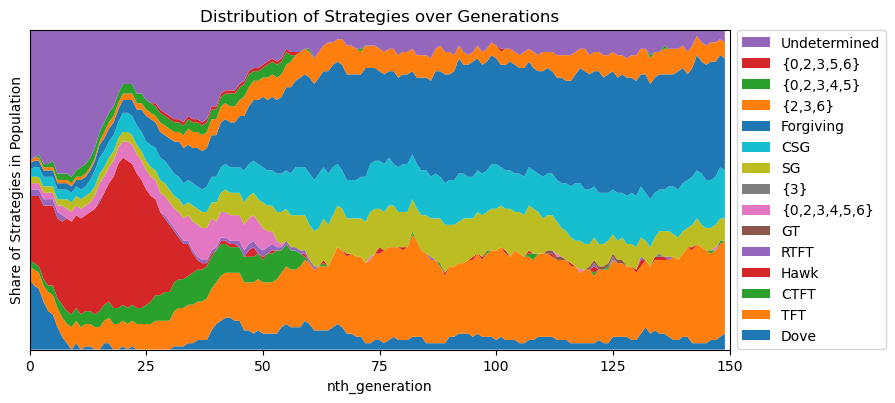 Distribution of Strategies over Generations
Share of Strategies in Population
0 25 50 75 100 125 150
nth_generation
Undetermined
{0,2,3,5,6}
{0,2,3,4,5}
{2,3,6}
Forgiving
CSG
SG
{3}
{0,2,3,4,5,6}
GT
RTFT
Hawk
CTFT
TFT
Dove